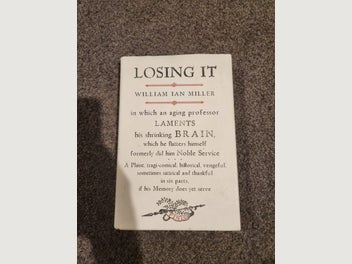 LOSING IT
WILLIAM IAN MILLER
in which an aging professor
LAMENTS
his shrinking BRAIN,
which he flatters himself
formerly did him Noble Service
A Plaint, tragi-comical, historical, vengeful,
sometimes satirical and thankful
in six parts,
if his Memory does yet serve